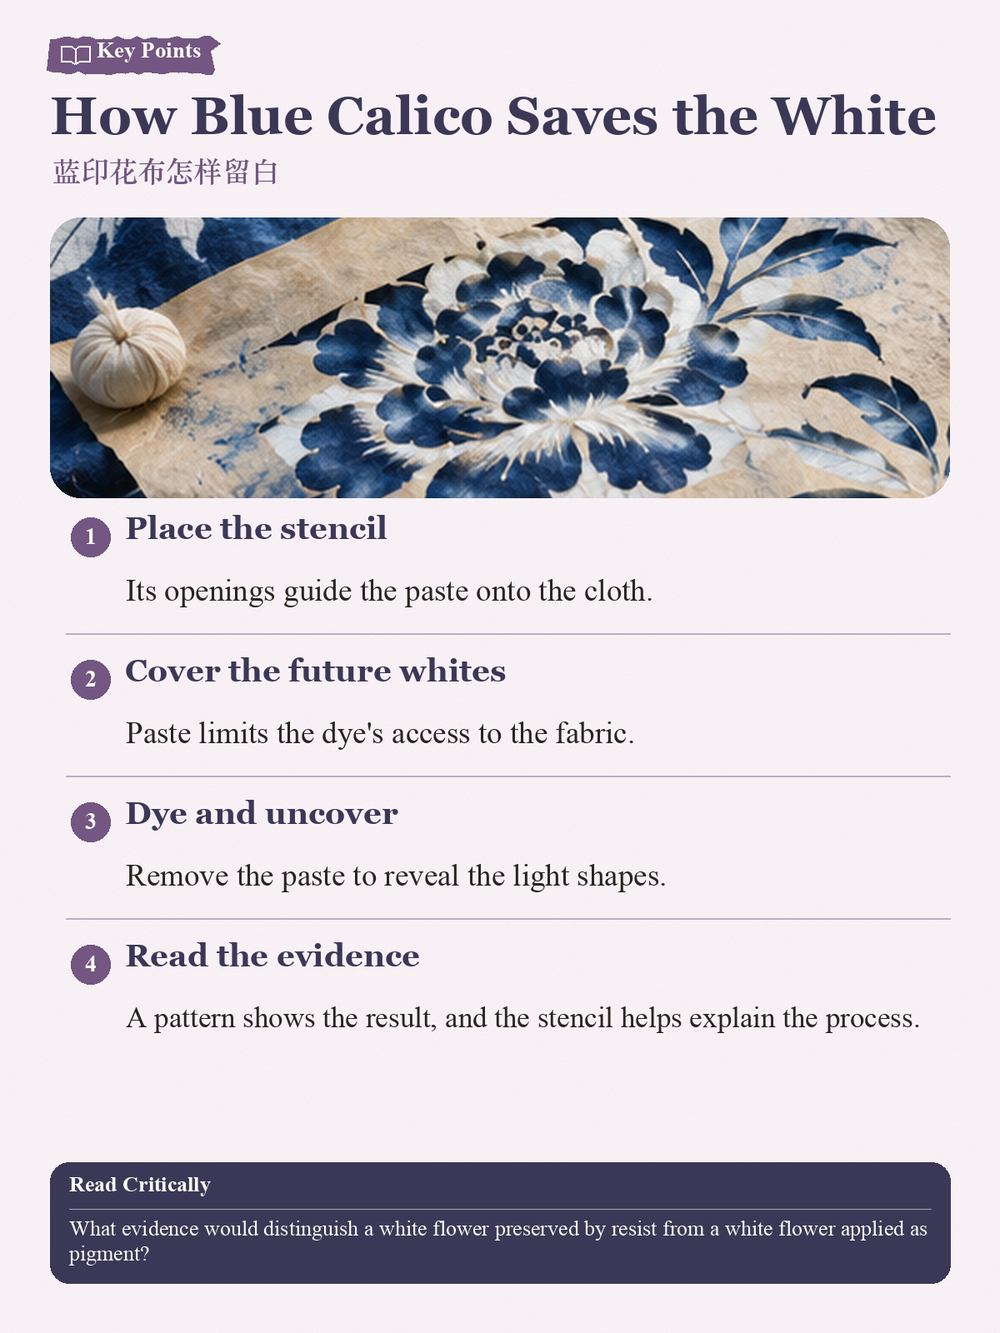 Key Points
How Blue Calico Saves the White
蓝印花布怎样留白
1 Place the stencil
Its openings guide the paste onto the cloth.
2 Cover the future whites
Paste limits the dye's access to the fabric.
3 Dye and uncover
Remove the paste to reveal the light shapes.
4 Read the evidence
A pattern shows the result, and the stencil helps explain the process.
Read Critically
What evidence would distinguish a white flower preserved by resist from a white flower applied as
pigment?